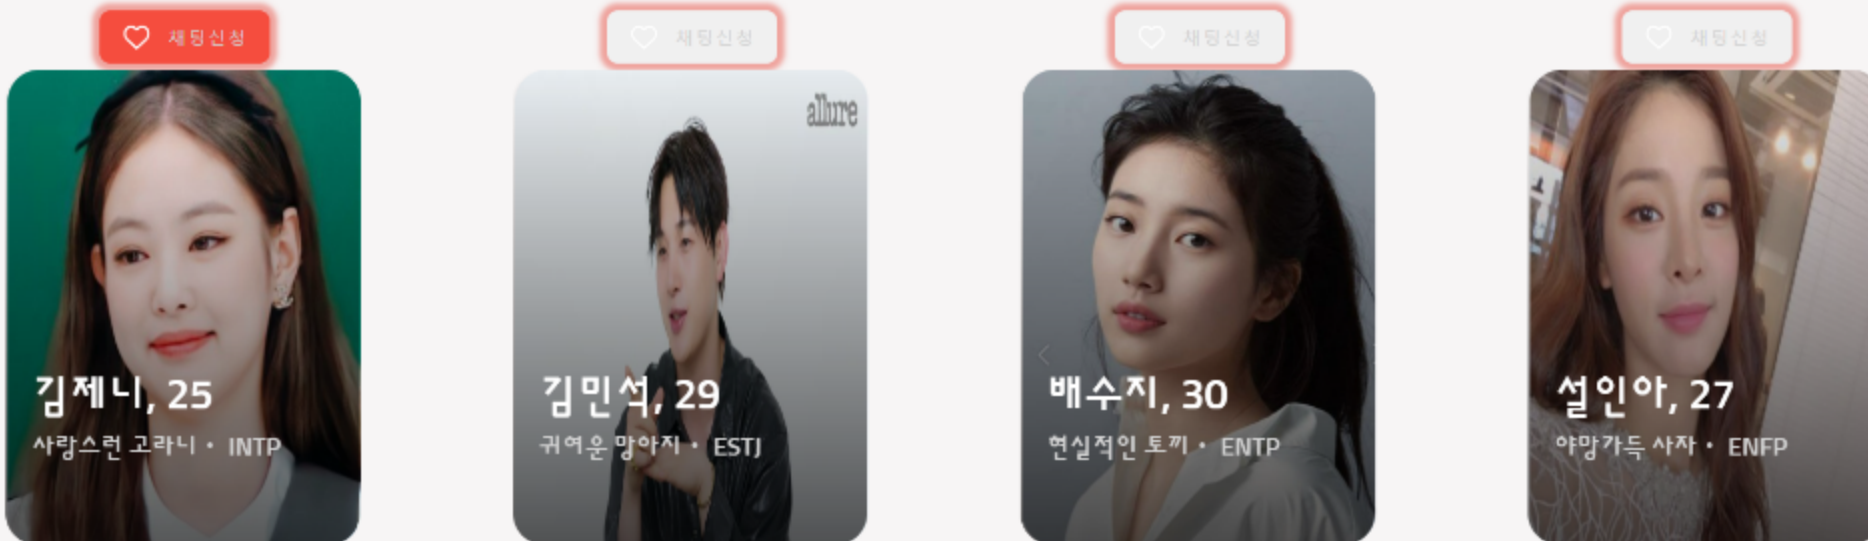 채팅신청
채팅신청
채팅신청
채팅신청
allure
김제니, 25
사랑스런 고라니 • INTP
김민석, 29
귀여운 망아지 • ESTJ
배수지, 30
현실적인 토끼 • ENTP
설인아, 27
야망가득 사자 • ENFP